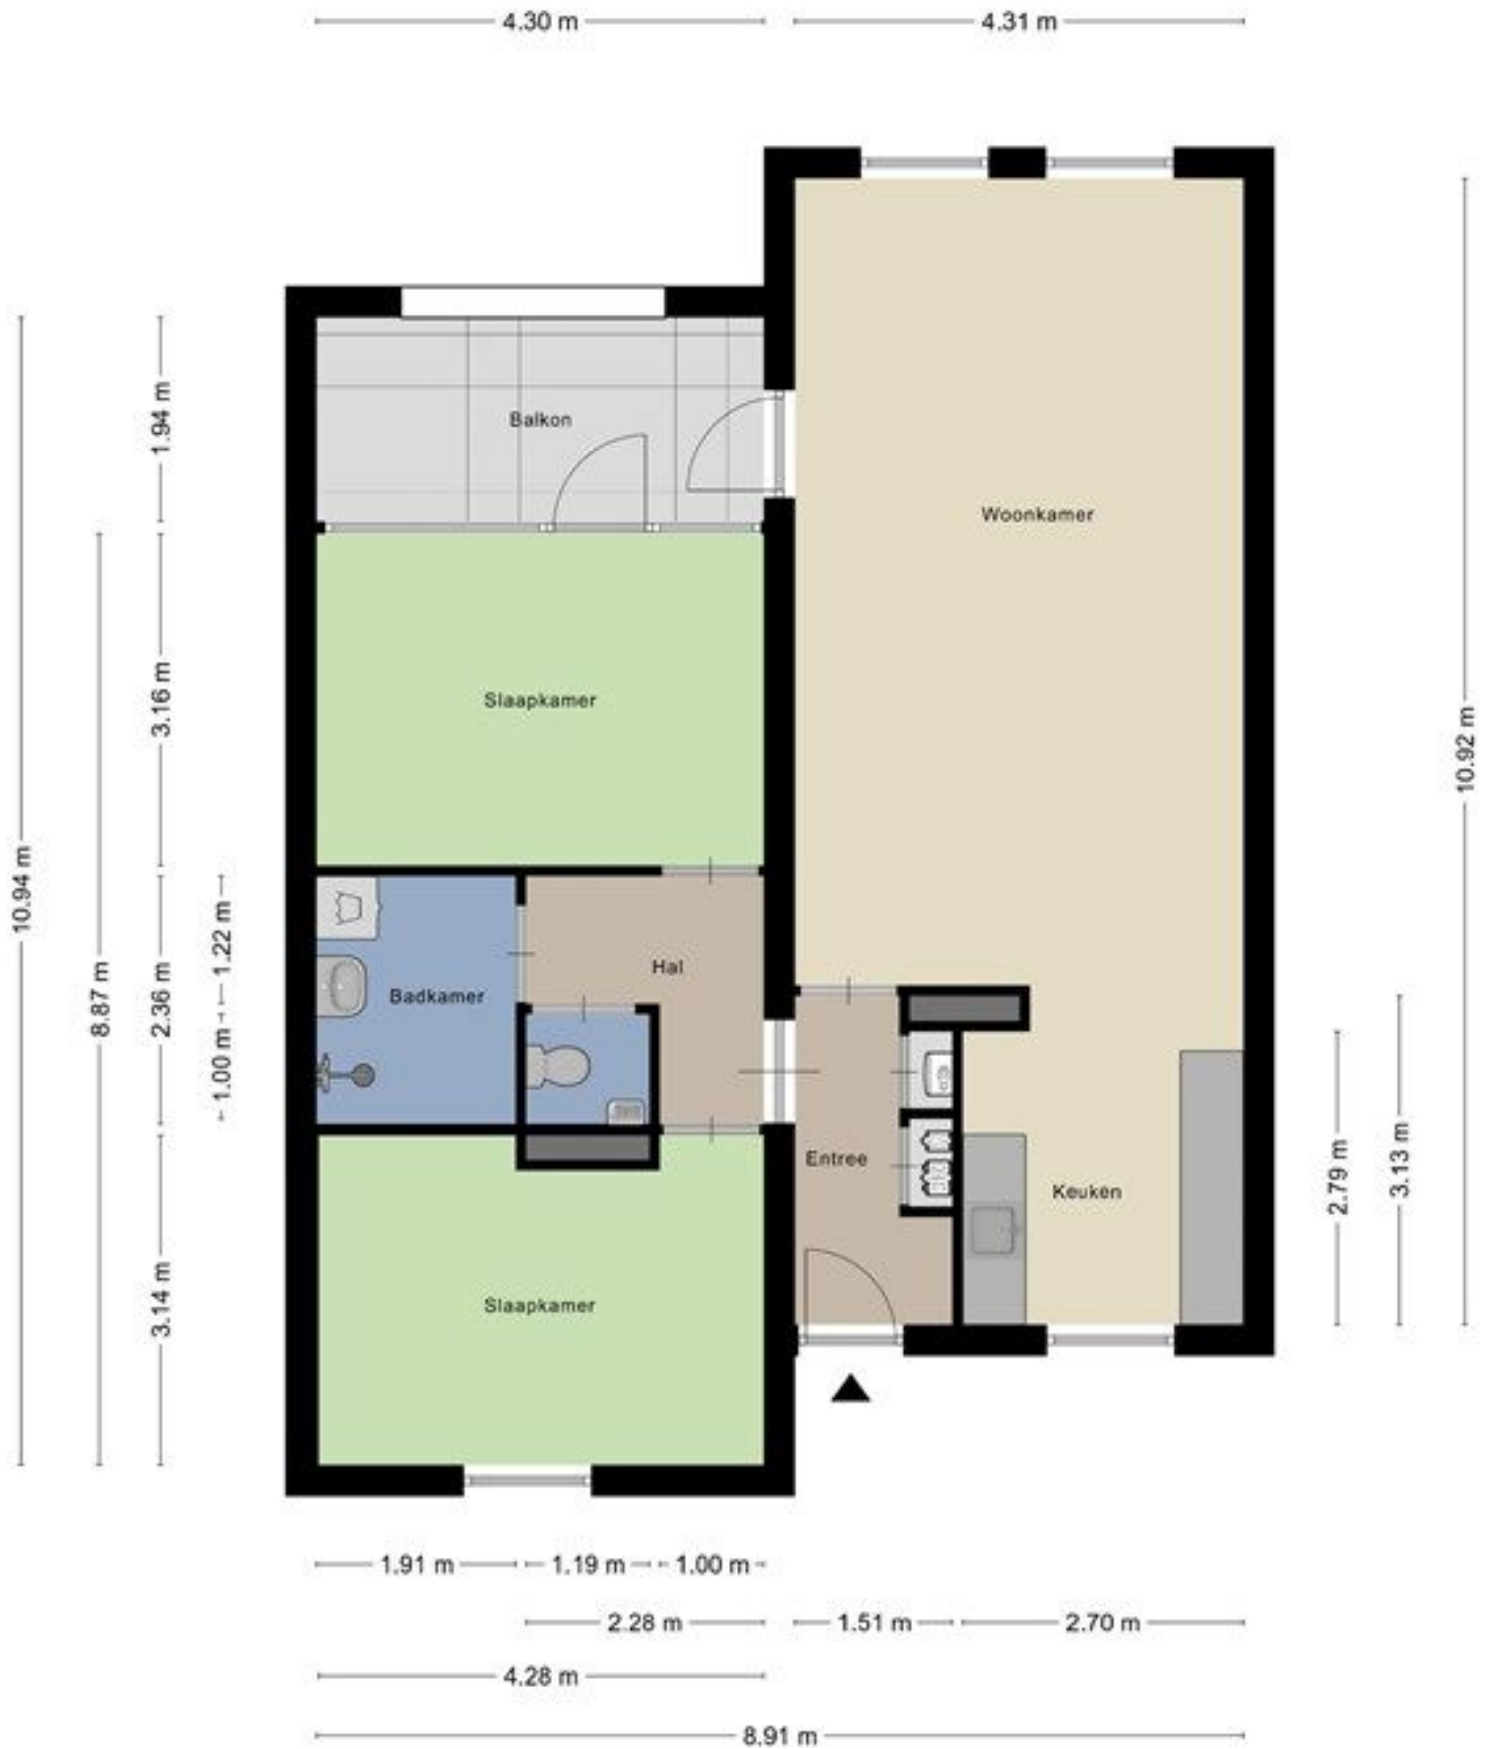 4.30 m
4.31 m
Balkon
Woonkamer
1.94 m
Slaapkamer
3.16 m
10.92 m
10.94 m
8.87 m
2.36 m
1.22 m
1.00 m
Hal
Badkamer
Entree
Keuken
2.79 m
3.13 m
Slaapkamer
3.14 m
1.91 m
1.19 m
1.00 m
2.28 m
1.51 m
2.70 m
4.28 m
8.91 m